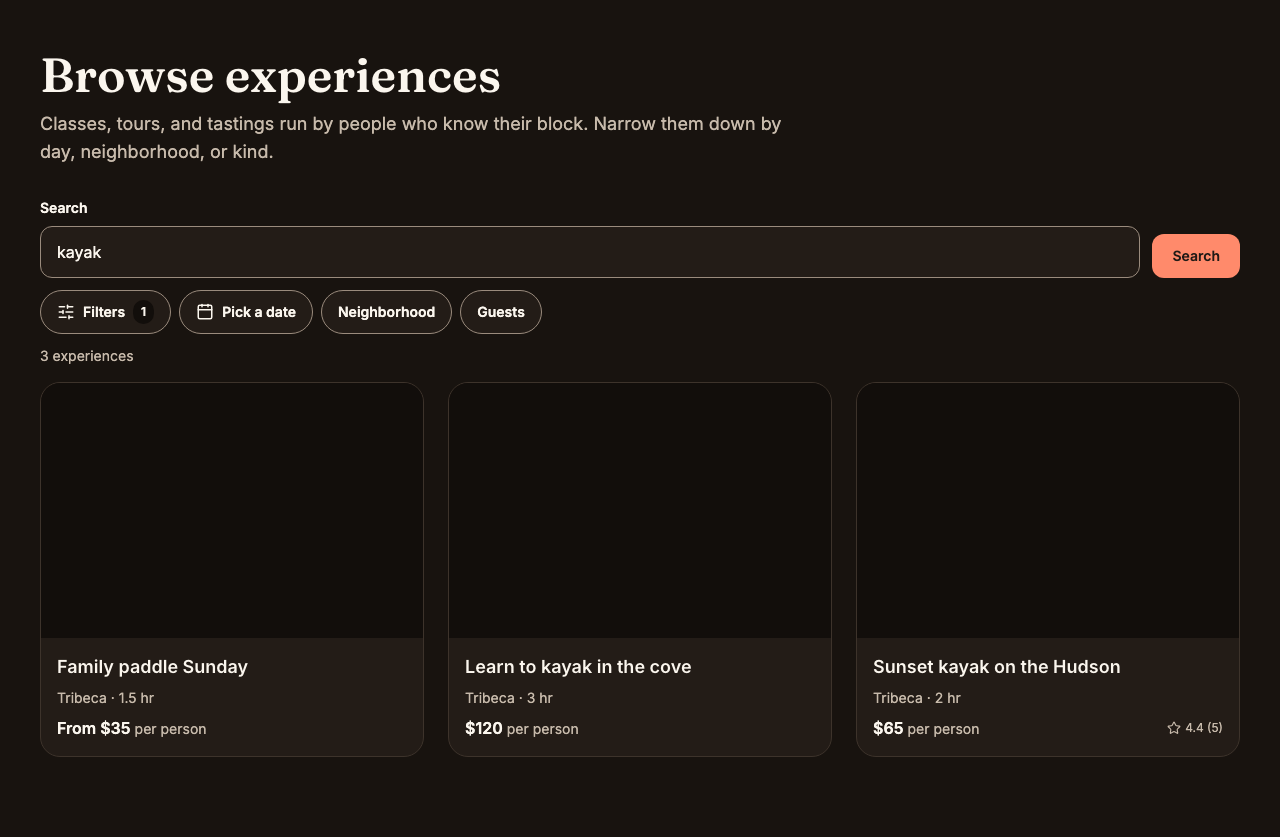 Browse experiences
Classes, tours, and tastings run by people who know their block. Narrow them down by
day, neighborhood, or kind.
Search
kayak
Search
Filters 1
Pick a date
Neighborhood
Guests
3 experiences
Family paddle Sunday
Tribeca · 1.5 hr
From $35 per person
Learn to kayak in the cove
Tribeca · 3 hr
$120 per person
Sunset kayak on the Hudson
Tribeca · 2 hr
$65 per person
4.4 (5)